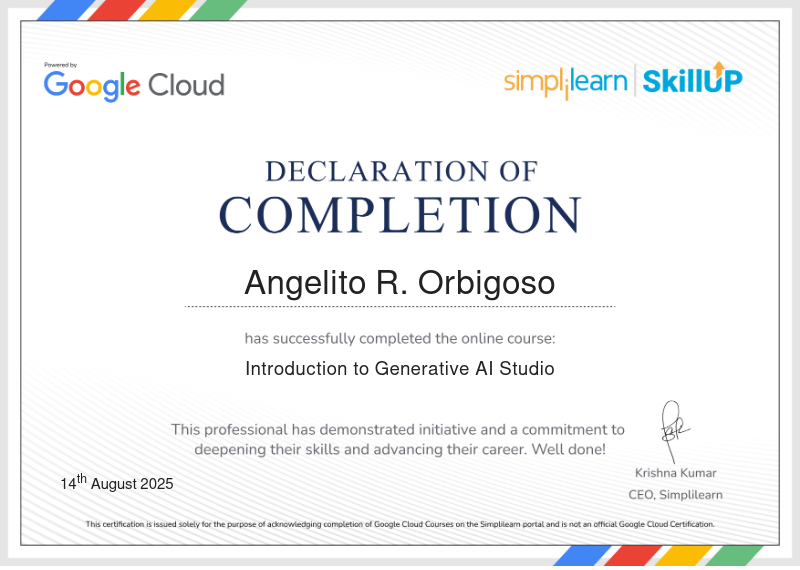 Powered by
Google Cloud
simplilearn | SkillUP
DECLARATION OF
COMPLETION
Angelito R. Orbigoso
has successfully completed the online course:
Introduction to Generative AI Studio
This professional has demonstrated initiative and a commitment to
deepening their skills and advancing their career. Well done!
14th August 2025
Krishna Kumar
CEO, Simplilearn
This certification is issued solely for the purpose of acknowledging completion of Google Cloud Courses on the Simplilearn portal and is not an official Google Cloud Certification.